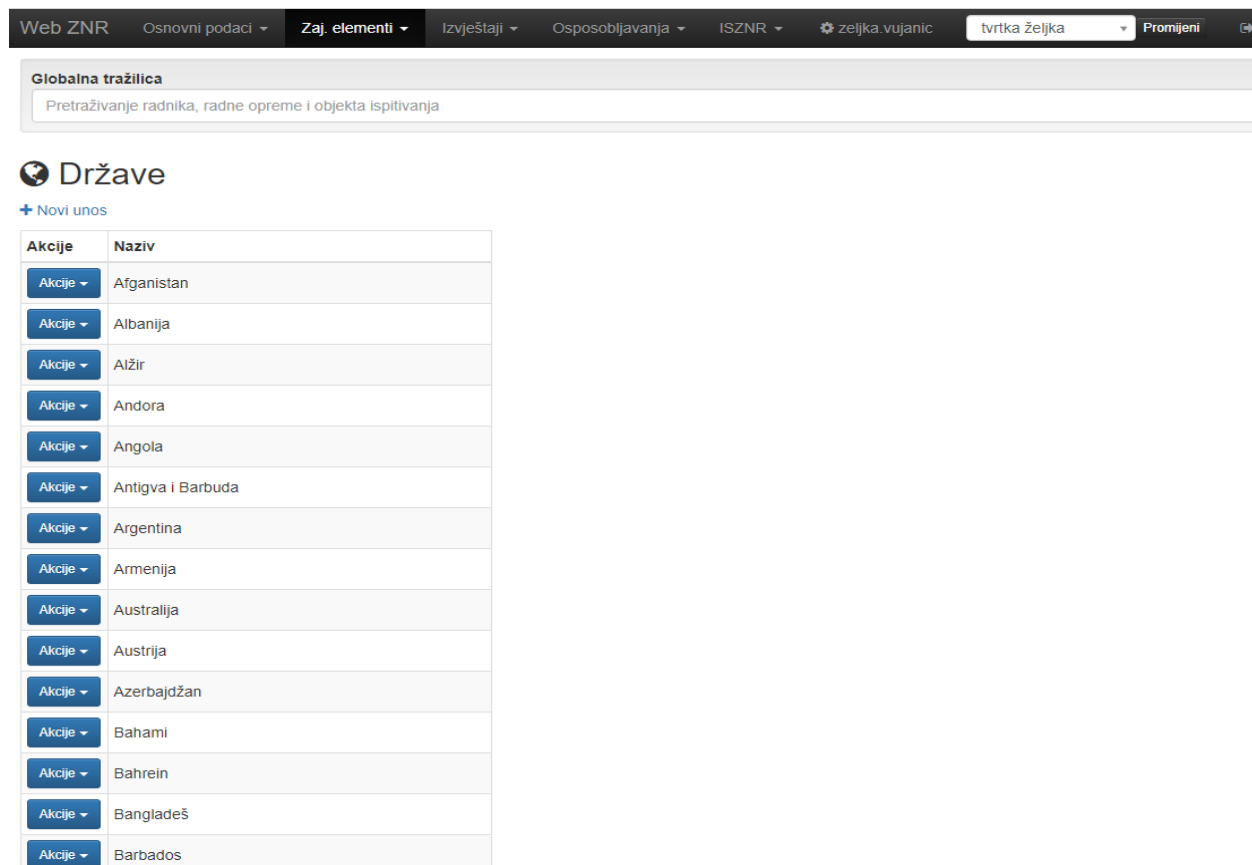 Web ZNR Osnovni podaci Zaj. elementi Izvještaji Osposobljavanja ISZNR zeljka.vujanic tvrtka željka Promijeni
Globalna tražilica
Pretraživanje radnika, radne opreme i objekta ispitivanja
Države
+ Novi unos
Akcije Naziv
Akcije Afganistan
Akcije Albanija
Akcije Alžir
Akcije Andora
Akcije Angola
Akcije Antigva i Barbuda
Akcije Argentina
Akcije Armenija
Akcije Australija
Akcije Austrija
Akcije Azerbajdžan
Akcije Bahami
Akcije Bahrein
Akcije Bangladeš
Akcije Barbados